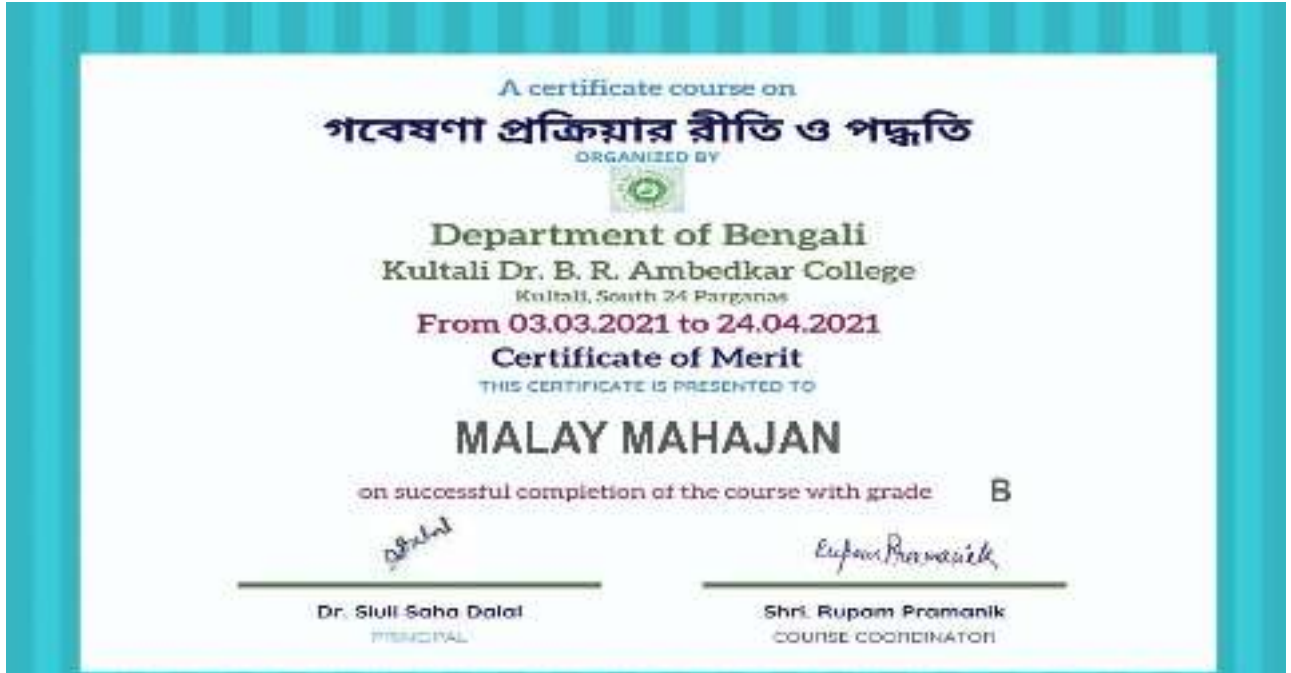 A certificate course on
গবেষণা প্রক্রিয়ার রীতি ও পদ্ধতি
ORGANIZED BY
Department of Bengali
Kultali Dr. B. R. Ambedkar College
Kultali, South 24 Parganas
From 03.03.2021 to 24.04.2021
Certificate of Merit
THIS CERTIFICATE IS PRESENTED TO
MALAY MAHAJAN
on successful completion of the course with grade B
Rupam Pramanik
Dr. Siuli Saha Dalal
Shri. Rupam Pramanik
PRINCIPAL
COURSE COORDINATOR